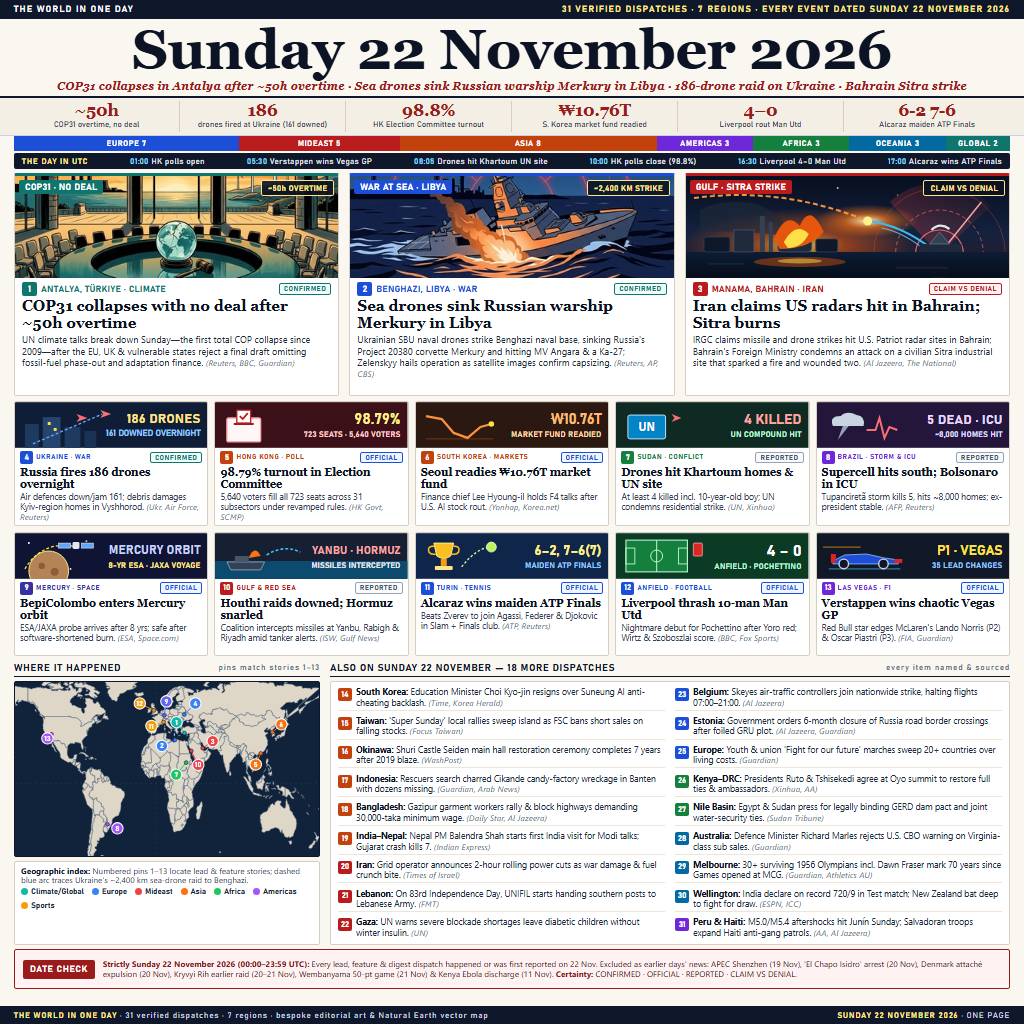 THE WORLD IN ONE DAY
31 VERIFIED DISPATCHES · 7 REGIONS · EVERY EVENT DATED SUNDAY 22 NOVEMBER 2026
Sunday 22 November 2026
COP31 collapses in Antalya after ~50h overtime · Sea drones sink Russian warship Merkury in Libya · 186-drone raid on Ukraine · Bahrain Sitra strike
~50h
COP31 overtime, no deal
186
drones fired at Ukraine (161 downed)
98.8%
HK Election Committee turnout
₩10.76T
S. Korea market fund readied
4–0
Liverpool rout Man Utd
6-2 7-6
Alcaraz maiden ATP Finals
EUROPE 7
MIDEAST 5
ASIA 8
AMERICAS 3
AFRICA 3
OCEANIA 3
GLOBAL 2
THE DAY IN UTC
01:00 HK polls open
05:30 Verstappen wins Vegas GP
08:05 Drones hit Khartoum UN site
10:00 HK polls close (98.8%)
16:30 Liverpool 4–0 Man Utd
17:00 Alcaraz wins ATP Finals
COP31 · NO DEAL
~50h OVERTIME
1 ANTALYA, TÜRKIYE · CLIMATE
CONFIRMED
COP31 collapses with no deal after
~50h overtime
UN climate talks break down Sunday—the first total COP collapse since
2009—after the EU, UK & vulnerable states reject a final draft omitting
fossil-fuel phase-out and adaptation finance. (Reuters, BBC, Guardian)
WAR AT SEA · LIBYA
~2,400 KM STRIKE
2 BENGHAZI, LIBYA · WAR
CONFIRMED
Sea drones sink Russian warship
Merkury in Libya
Ukrainian SBU naval drones strike Benghazi naval base, sinking Russia's
Project 20380 corvette Merkury and hitting MV Angara & a Ka-27;
Zelenskyy hails operation as satellite images confirm capsizing. (Reuters, AP,
CBS)
GULF · SITRA STRIKE
CLAIM VS DENIAL
3 MANAMA, BAHRAIN · IRAN
CLAIM VS DENIAL
Iran claims US radars hit in Bahrain;
Sitra burns
IRGC claims missile and drone strikes hit U.S. Patriot radar sites in Bahrain;
Bahrain's Foreign Ministry condemns an attack on a civilian Sitra industrial
site that sparked a fire and wounded two. (Al Jazeera, The National)
186 DRONES
161 DOWNED OVERNIGHT
4 UKRAINE · WAR
CONFIRMED
Russia fires 186 drones
overnight
Air defences down/jam 161; debris damages
Kyiv-region homes in Vyshhorod. (Ukr. Air Force,
Reuters)
98.79%
723 SEATS · 5,640 VOTERS
5 HONG KONG · POLL
OFFICIAL
98.79% turnout in Election
Committee
5,640 voters fill all 723 seats across 31
subsectors under revamped rules. (HK Govt,
SCMP)
₩10.76T
MARKET FUND READIED
6 SOUTH KOREA · MARKETS
OFFICIAL
Seoul readies ₩10.76T market
fund
Finance chief Lee Hyoung-il holds F4 talks after
U.S. AI stock rout. (Yonhap, Korea.net)
UN
4 KILLED
UN COMPOUND HIT
7 SUDAN · CONFLICT
REPORTED
Drones hit Khartoum homes &
UN site
At least 4 killed incl. 10-year-old boy; UN
condemns residential strike. (UN, Xinhua)
5 DEAD · ICU
~8,000 HOMES HIT
8 BRAZIL · STORM & ICU
REPORTED
Supercell hits south; Bolsonaro
in ICU
Tupanciretã storm kills 5, hits ~8,000 homes; ex-
president stable. (AFP, Reuters)
MERCURY ORBIT
8-YR ESA · JAXA VOYAGE
9 MERCURY · SPACE
OFFICIAL
BepiColombo enters Mercury
orbit
ESA/JAXA probe arrives after 8 yrs; safe after
software-shortened burn. (ESA, Space.com)
YANBU · HORMUZ
MISSILES INTERCEPTED
10 GULF & RED SEA
REPORTED
Houthi raids downed; Hormuz
snarled
Coalition intercepts missiles at Yanbu, Rabigh &
Riyadh amid tanker alerts. (ISW, Gulf News)
6–2, 7–6(7)
MAIDEN ATP FINALS
11 TURIN · TENNIS
OFFICIAL
Alcaraz wins maiden ATP Finals
Beats Zverev to join Agassi, Federer & Djokovic
in Slam + Finals club. (ATP, Reuters)
4 – 0
ANFIELD · POCHETTINO
12 ANFIELD · FOOTBALL
OFFICIAL
Liverpool thrash 10-man Man
Utd
Nightmare debut for Pochettino after Yoro red;
Wirtz & Szoboszlai score. (BBC, Fox Sports)
P1 · VEGAS
35 LEAD CHANGES
13 LAS VEGAS · F1
OFFICIAL
Verstappen wins chaotic Vegas
GP
Red Bull star edges McLaren's Lando Norris (P2)
& Oscar Piastri (P3). (FIA, Guardian)
WHERE IT HAPPENED
pins match stories 1–13
12
9
4
11
1
13
2
3
6
7
10
5
8
Geographic index: Numbered pins 1–13 locate lead & feature stories; dashed
blue arc traces Ukraine's ~2,400 km sea-drone raid to Benghazi.
Climate/Global Europe Mideast Asia Africa Americas
Sports
ALSO ON SUNDAY 22 NOVEMBER — 18 MORE DISPATCHES
every item named & sourced
14 South Korea: Education Minister Choi Kyo-jin resigns over Suneung AI anti-
cheating backlash. (Time, Korea Herald)
15 Taiwan: 'Super Sunday' local rallies sweep island as FSC bans short sales on
falling stocks. (Focus Taiwan)
16 Okinawa: Shuri Castle Seiden main hall restoration ceremony completes 7 years
after 2019 blaze. (WashPost)
17 Indonesia: Rescuers search charred Cikande candy-factory wreckage in Banten
with dozens missing. (Guardian, Arab News)
18 Bangladesh: Gazipur garment workers rally & block highways demanding
30,000-taka minimum wage. (Daily Star, Al Jazeera)
19 India–Nepal: Nepal PM Balendra Shah starts first India visit for Modi talks;
Gujarat crash kills 7. (Indian Express)
20 Iran: Grid operator announces 2-hour rolling power cuts as war damage & fuel
crunch bite. (Times of Israel)
21 Lebanon: On 83rd Independence Day, UNIFIL starts handing southern posts to
Lebanese Army. (FMT)
22 Gaza: UN warns severe blockade shortages leave diabetic children without
winter insulin. (UN)
23 Belgium: Skeyes air-traffic controllers join nationwide strike, halting flights
07:00–21:00. (Al Jazeera)
24 Estonia: Government orders 6-month closure of Russia road border crossings
after foiled GRU plot. (Al Jazeera, Guardian)
25 Europe: Youth & union 'Fight for our future' marches sweep 20+ countries over
living costs. (Guardian)
26 Kenya–DRC: Presidents Ruto & Tshisekedi agree at Oyo summit to restore full
ties & ambassadors. (Xinhua, AA)
27 Nile Basin: Egypt & Sudan press for legally binding GERD dam pact and joint
water-security ties. (Sudan Tribune)
28 Australia: Defence Minister Richard Marles rejects U.S. CBO warning on Virginia-
class sub sales. (Guardian)
29 Melbourne: 30+ surviving 1956 Olympians incl. Dawn Fraser mark 70 years since
Games opened at MCG. (Guardian, Athletics AU)
30 Wellington: India declare on record 720/9 in Test match; New Zealand bat deep
to fight for draw. (ESPN, ICC)
31 Peru & Haiti: M5.0/M5.4 aftershocks hit Junín Sunday; Salvadoran troops
expand Haiti anti-gang patrols. (AA, Al Jazeera)
DATE CHECK
Strictly Sunday 22 November 2026 (00:00–23:59 UTC): Every lead, feature & digest dispatch happened or was first reported on 22 Nov. Excluded as earlier days' news: APEC Shenzhen (19 Nov), 'El Chapo Isidro' arrest (20 Nov), Denmark attaché
expulsion (20 Nov), Kryvyi Rih earlier raid (20–21 Nov), Wembanyama 50-pt game (21 Nov) & Kenya Ebola discharge (11 Nov). Certainty: CONFIRMED · OFFICIAL · REPORTED · CLAIM VS DENIAL.
THE WORLD IN ONE DAY · 31 verified dispatches · 7 regions · bespoke editorial art & Natural Earth vector map
SUNDAY 22 NOVEMBER 2026 · ONE PAGE